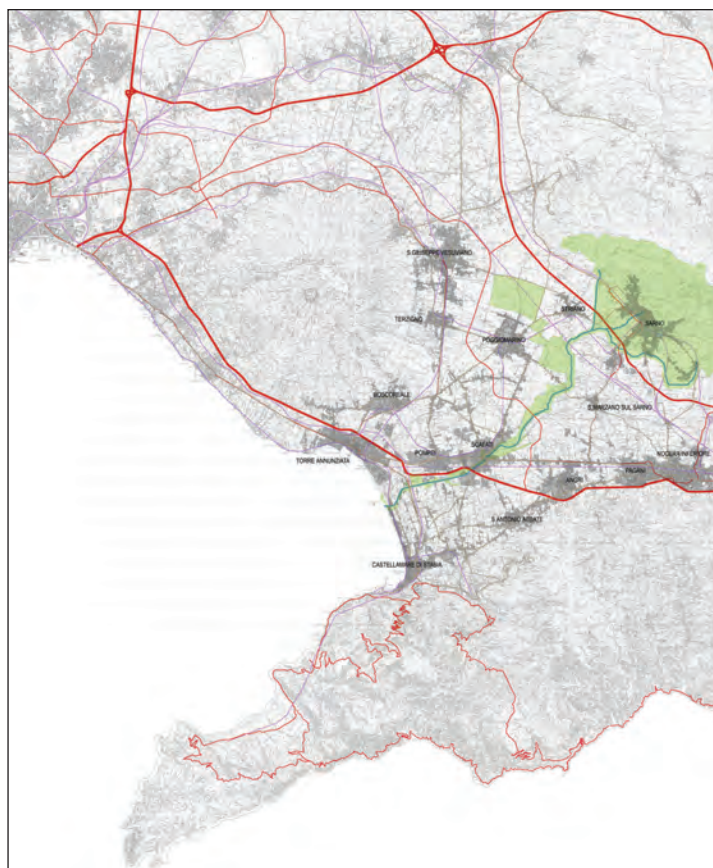 S.GIUSEPPE VESUVIANO
TERZIGNO
STRIANO
SARNO
POGGIOMARINO
BOSCOREALE
S.MARZANO SUL SARNO
SCAFATI
POMPEI
TORRE ANNUNZIATA
NOCERA INFERIORE
PAGANI
ANGRI
S.ANTONIO ABATE
CASTELLAMARE DI STABIA